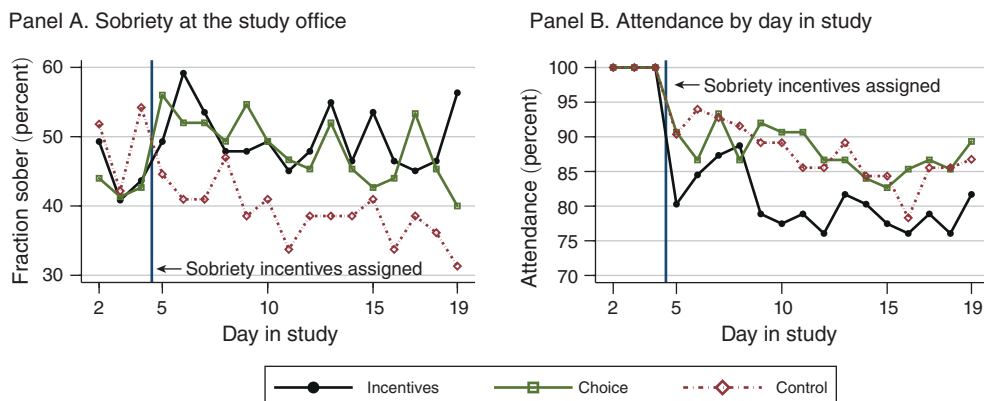 Panel A. Sobriety at the study office
Fraction sober (percent)
60
50
40
30
Sobriety incentives assigned
2
5
10
15
19
Day in study
Panel B. Attendance by day in study
Attendance (percent)
100
95
90
85
80
75
70
Sobriety incentives assigned
2
5
10
15
19
Day in study
Incentives Choice Control